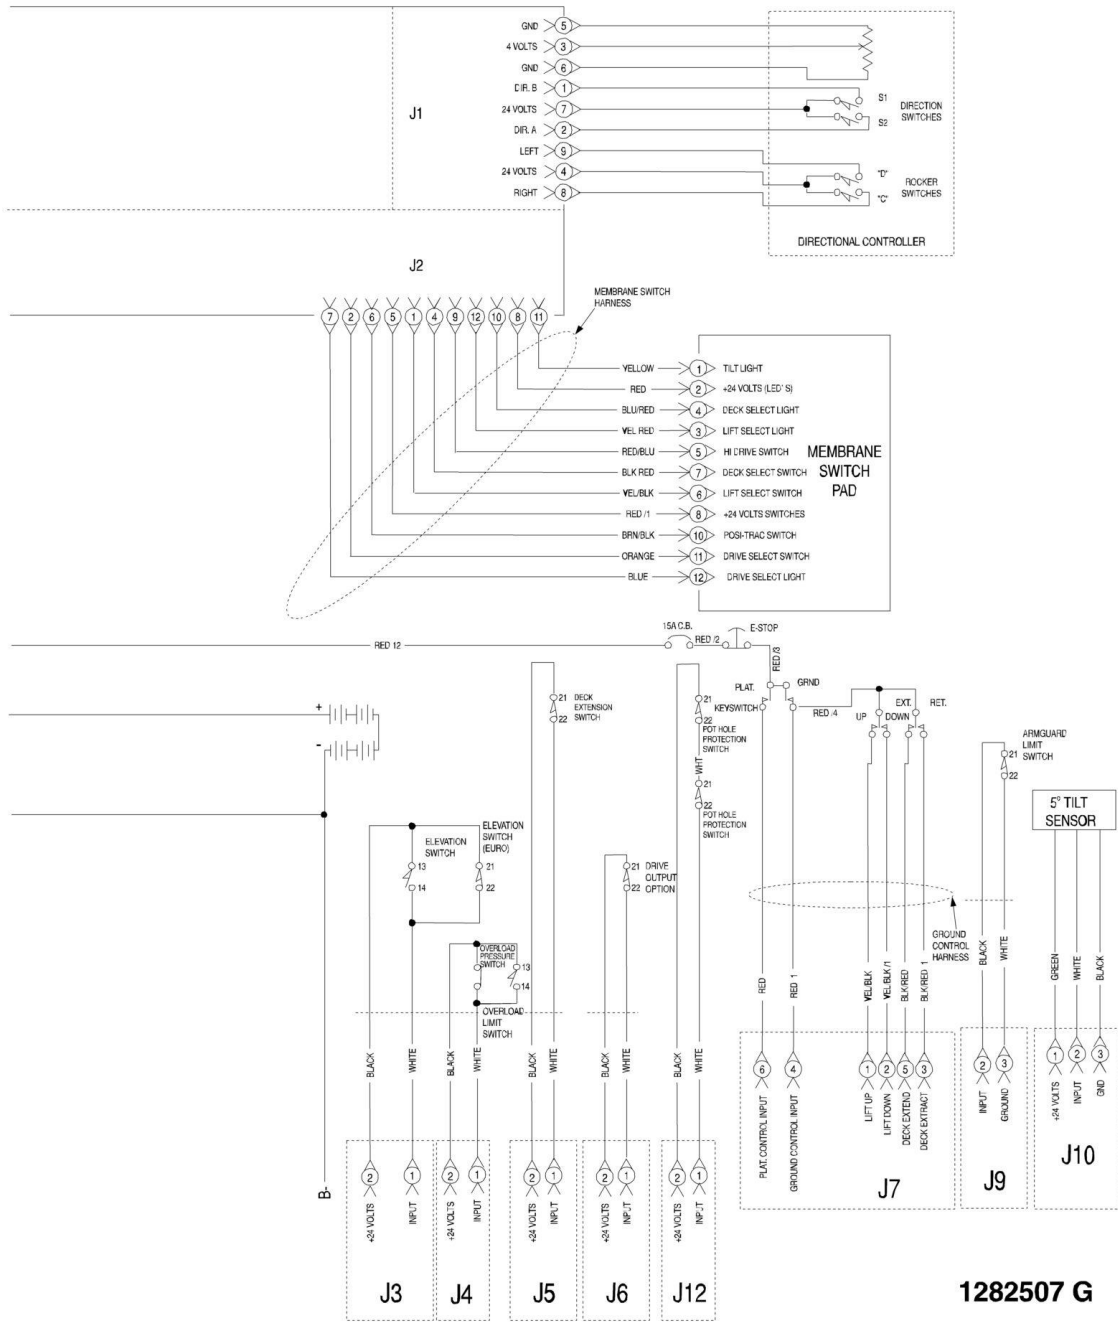 GND 5
4 VOLTS 3
GND 6
DIR. B 1
24 VOLTS 7
DIR. A 2
LEFT 9
24 VOLTS 4
RIGHT 8
J1
S1
S2
DIRECTION
SWITCHES
"D"
"C"
ROCKER
SWITCHES
DIRECTIONAL CONTROLLER
J2
MEMBRANE SWITCH
HARNESS
7 2 6 5 1 4 9 12 10 8 11
YELLOW 1 TILT LIGHT
RED 2 +24 VOLTS (LED'S)
BLU/RED 4 DECK SELECT LIGHT
YEL RED 3 LIFT SELECT LIGHT
RED/BLU 5 HI DRIVE SWITCH
BLK RED 7 DECK SELECT SWITCH
YEL/BLK 6 LIFT SELECT SWITCH
RED /1 8 +24 VOLTS SWITCHES
BRN/BLK 10 POSI-TRAC SWITCH
ORANGE 11 DRIVE SELECT SWITCH
BLUE 12 DRIVE SELECT LIGHT
MEMBRANE
SWITCH
PAD
RED 12
15A C.B.
RED /2
E-STOP
RED /3
PLAT.
GRND
KEYSWITCH
RED /4
UP
DOWN
EXT.
RET.
+
-
21
22
DECK
EXTENSION
SWITCH
21
22
POT HOLE
PROTECTION
SWITCH
WHT
21
22
POT HOLE
PROTECTION
SWITCH
ARMGUARD
LIMIT
SWITCH
21
22
5° TILT
SENSOR
ELEVATION
SWITCH
13
14
ELEVATION
SWITCH
(EURO)
21
22
21
22
DRIVE
OUTPUT
OPTION
OVERLOAD
PRESSURE
SWITCH
13
14
OVERLOAD
LIMIT
SWITCH
GROUND
CONTROL
HARNESS
BLACK
WHITE
BLACK
WHITE
BLACK
WHITE
BLACK
WHITE
BLACK
WHITE
RED
RED 1
YEL/BLK
YEL/BLK /1
BLK/RED
BLK/RED 1
BLACK
WHITE
GREEN
WHITE
BLACK
B-
2 +24 VOLTS
1 INPUT
J3
2 +24 VOLTS
1 INPUT
J4
2 +24 VOLTS
1 INPUT
J5
2 +24 VOLTS
1 INPUT
J6
2 +24 VOLTS
1 INPUT
J12
6 PLAT. CONTROL INPUT
4 GROUND CONTROL INPUT
1 LIFT UP
2 LIFT DOWN
5 DECK EXTEND
3 DECK EXTRACT
J7
2 INPUT
3 GROUND
J9
1 +24 VOLTS
2 INPUT
3 GND
J10
1282507 G